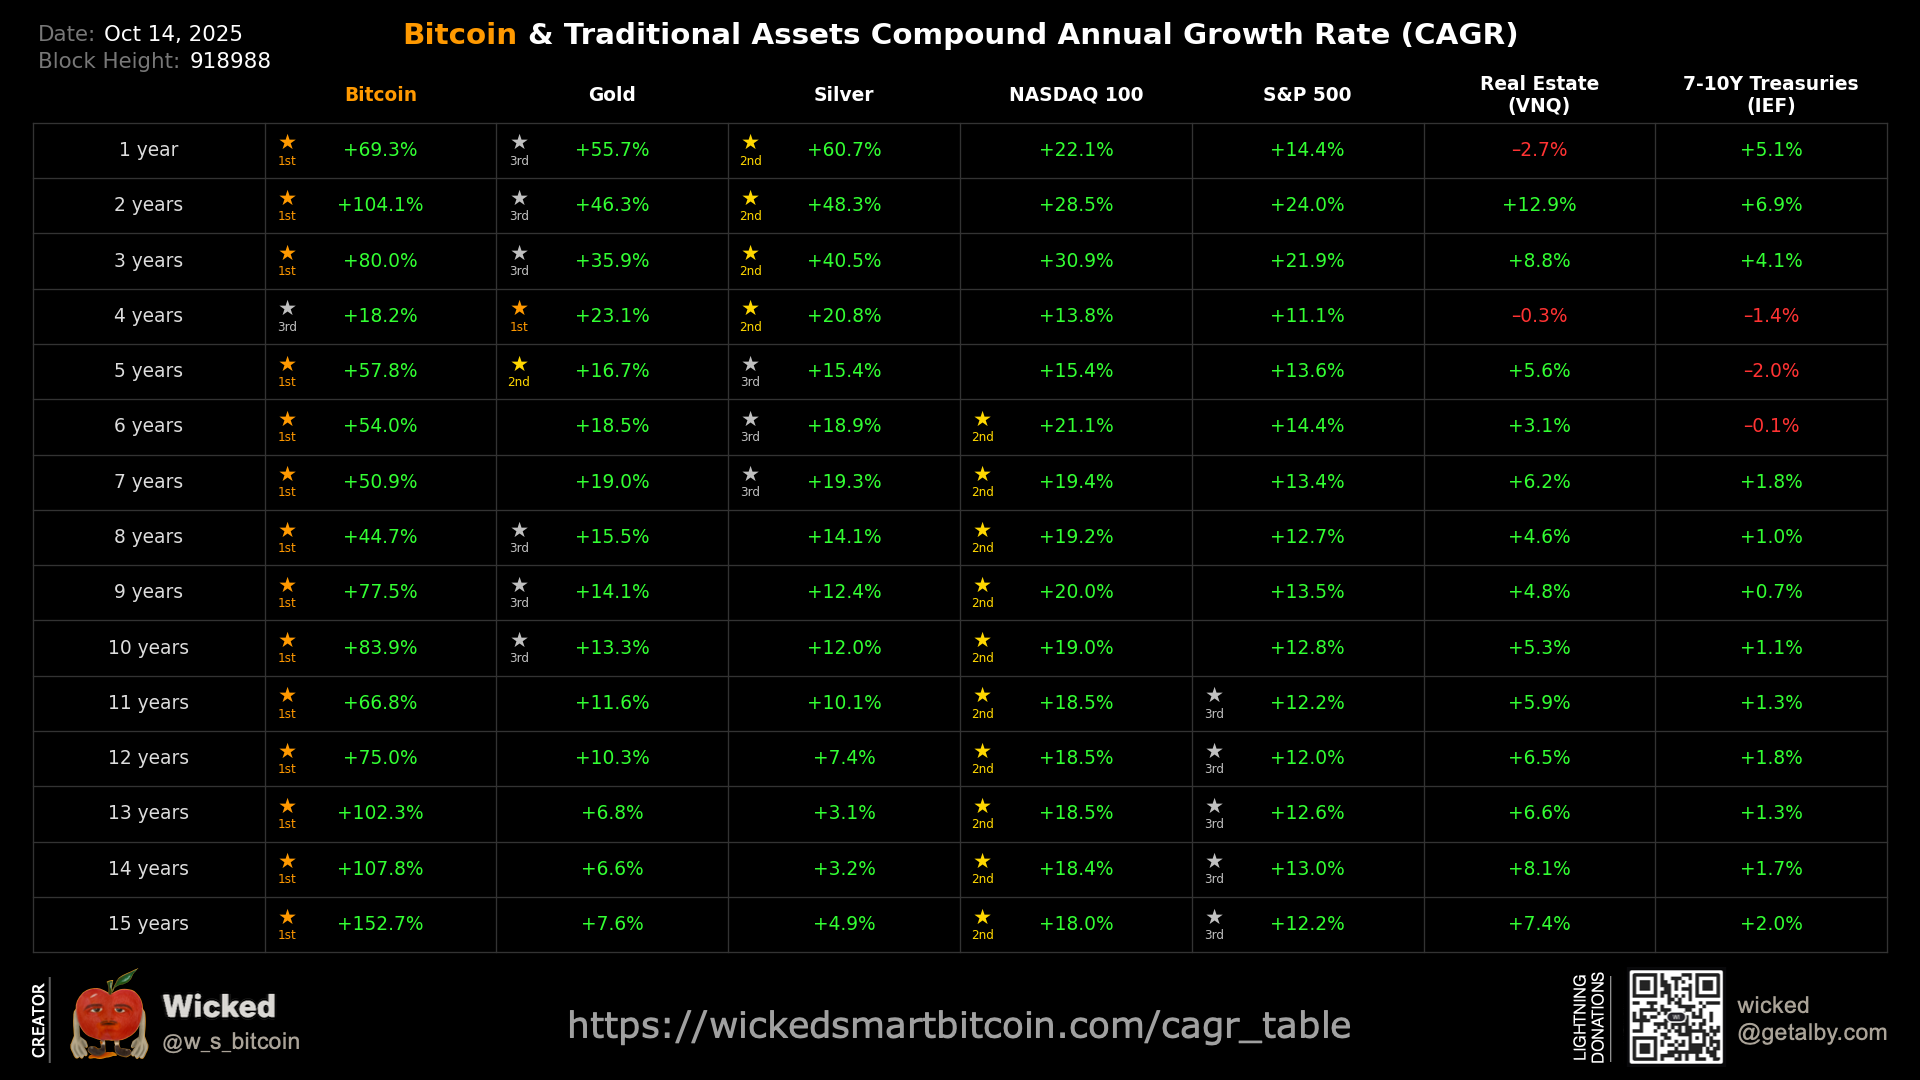 Date: Oct 14, 2025
Block Height: 918988
Bitcoin & Traditional Assets Compound Annual Growth Rate (CAGR)
Bitcoin Gold Silver NASDAQ 100 S&P 500 Real Estate (VNQ) 7-10Y Treasuries (IEF)
1 year 1st +69.3% 3rd +55.7% 2nd +60.7% +22.1% +14.4% –2.7% +5.1%
2 years 1st +104.1% 3rd +46.3% 2nd +48.3% +28.5% +24.0% +12.9% +6.9%
3 years 1st +80.0% 3rd +35.9% 2nd +40.5% +30.9% +21.9% +8.8% +4.1%
4 years 3rd +18.2% 1st +23.1% 2nd +20.8% +13.8% +11.1% –0.3% –1.4%
5 years 1st +57.8% 2nd +16.7% 3rd +15.4% +15.4% +13.6% +5.6% –2.0%
6 years 1st +54.0% +18.5% 3rd +18.9% 2nd +21.1% +14.4% +3.1% –0.1%
7 years 1st +50.9% +19.0% 3rd +19.3% 2nd +19.4% +13.4% +6.2% +1.8%
8 years 1st +44.7% 3rd +15.5% +14.1% 2nd +19.2% +12.7% +4.6% +1.0%
9 years 1st +77.5% 3rd +14.1% +12.4% 2nd +20.0% +13.5% +4.8% +0.7%
10 years 1st +83.9% 3rd +13.3% +12.0% 2nd +19.0% +12.8% +5.3% +1.1%
11 years 1st +66.8% +11.6% +10.1% 2nd +18.5% 3rd +12.2% +5.9% +1.3%
12 years 1st +75.0% +10.3% +7.4% 2nd +18.5% 3rd +12.0% +6.5% +1.8%
13 years 1st +102.3% +6.8% +3.1% 2nd +18.5% 3rd +12.6% +6.6% +1.3%
14 years 1st +107.8% +6.6% +3.2% 2nd +18.4% 3rd +13.0% +8.1% +1.7%
15 years 1st +152.7% +7.6% +4.9% 2nd +18.0% 3rd +12.2% +7.4% +2.0%
CREATOR
Wicked
@w_s_bitcoin
https://wickedsmartbitcoin.com/cagr_table
LIGHTNING
DONATIONS
wicked
@getalby.com